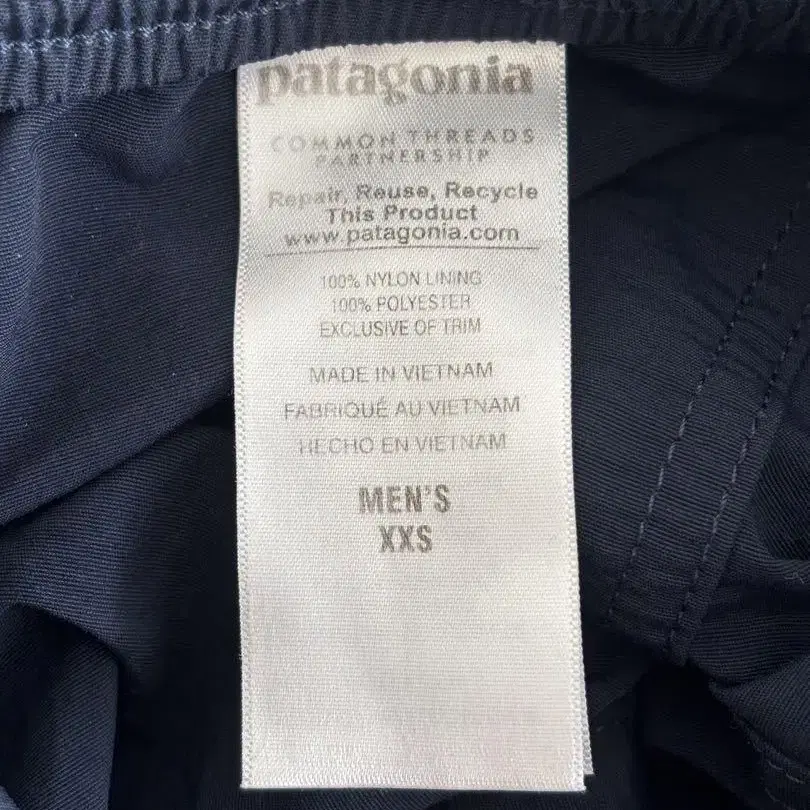 patagonia
COMMON THREADS
PARTNERSHIP
Repair, Reuse, Recycle
This Product
www.patagonia.com
100% NYLON LINING
100% POLYESTER
EXCLUSIVE OF TRIM
MADE IN VIETNAM
FABRIQUÉ AU VIETNAM
HECHO EN VIETNAM
MEN'S
XXS